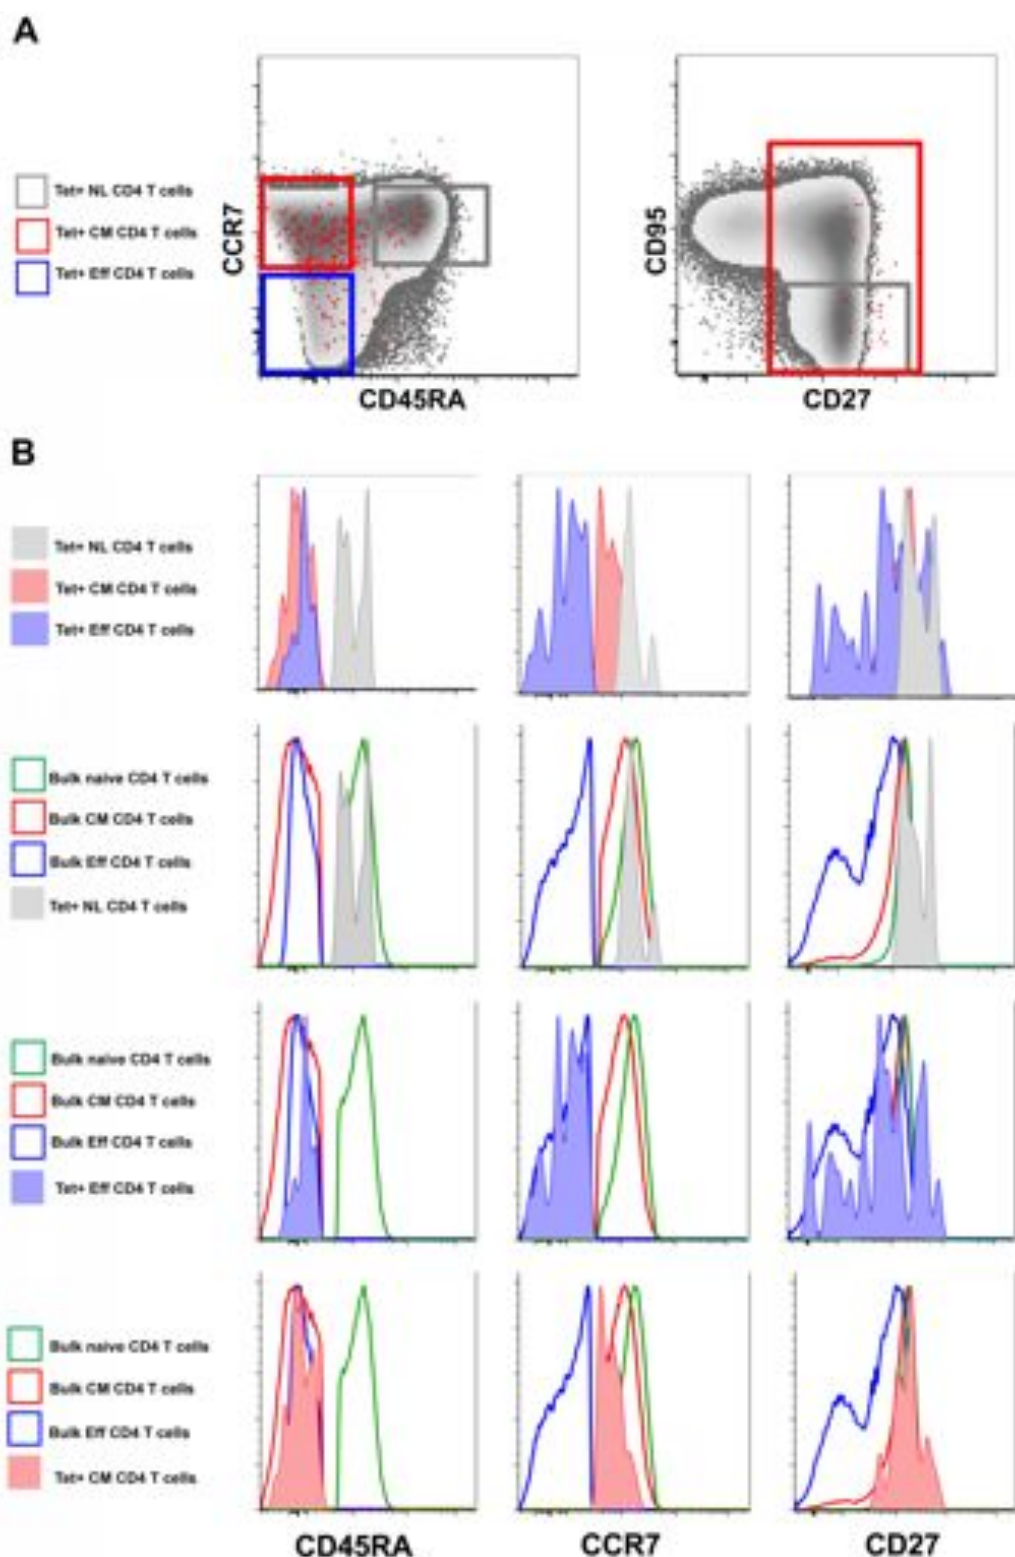 A
Tet+ NL CD4 T cells
Tet+ CM CD4 T cells
Tet+ Eff CD4 T cells
CCR7
CD45RA
CD95
CD27
B
Tet+ NL CD4 T cells
Tet+ CM CD4 T cells
Tet+ Eff CD4 T cells
Bulk naive CD4 T cells
Bulk CM CD4 T cells
Bulk Eff CD4 T cells
Tet+ NL CD4 T cells
Bulk naive CD4 T cells
Bulk CM CD4 T cells
Bulk Eff CD4 T cells
Tet+ Eff CD4 T cells
Bulk naive CD4 T cells
Bulk CM CD4 T cells
Bulk Eff CD4 T cells
Tet+ CM CD4 T cells
CD45RA
CCR7
CD27